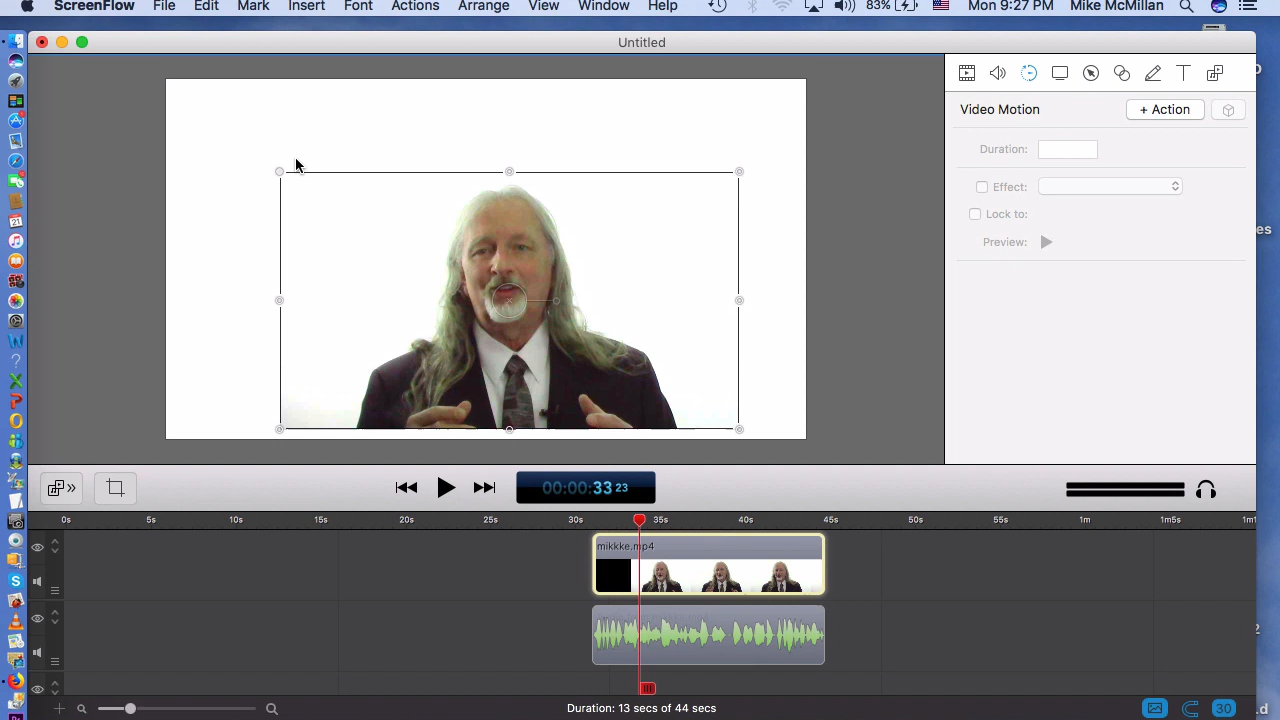 ScreenFlow File Edit Mark Insert Font Actions Arrange View Window Help 83% Mon 9:27 PM Mike McMillan
Untitled
Video Motion + Action
Duration:
Effect:
Lock to:
Preview:
es
00:00:33 23
0s 5s 10s 15s 20s 25s 30s 35s 40s 45s 50s 55s 1m 1m5s 1m1
mikkke.mp4
Duration: 13 secs of 44 secs
30